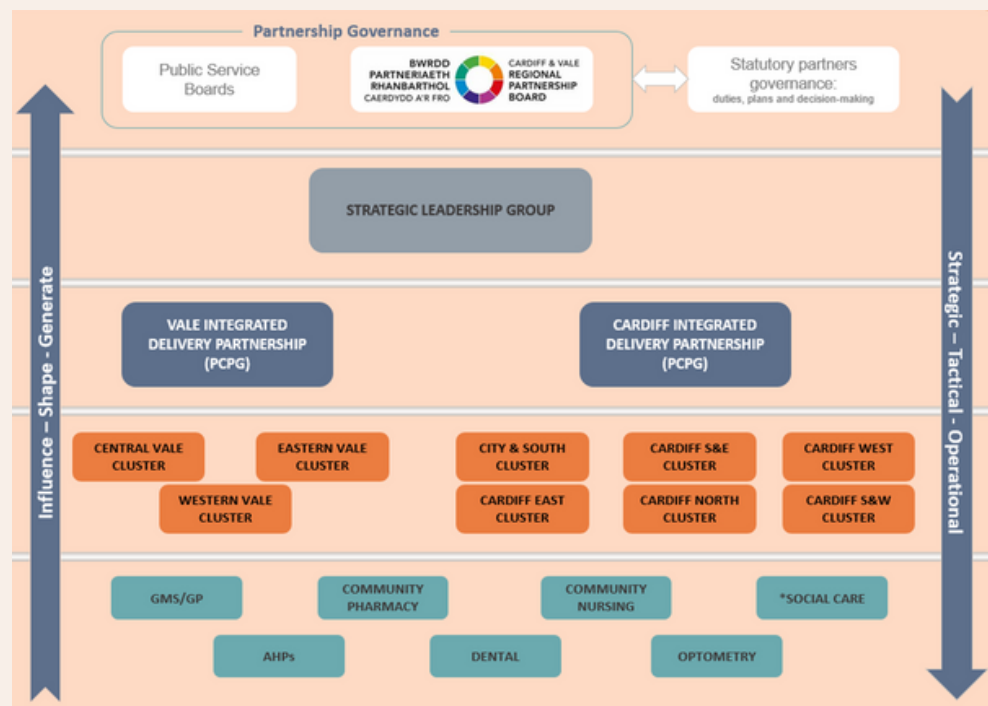 Partnership Governance
Public Service
Boards
BWRDD
PARTNERIAETH
RHANBARTHOL
CAERDYDD A'R FRO
CARDIFF & VALE
REGIONAL
PARTNERSHIP
BOARD
Statutory partners
governance:
duties, plans and decision-making
STRATEGIC LEADERSHIP GROUP
Influence – Shape - Generate
Strategic – Tactical - Operational
VALE INTEGRATED
DELIVERY PARTNERSHIP
(PCPG)
CARDIFF INTEGRATED
DELIVERY PARTNERSHIP
(PCPG)
CENTRAL VALE
CLUSTER
EASTERN VALE
CLUSTER
CITY & SOUTH
CLUSTER
CARDIFF S&E
CLUSTER
CARDIFF WEST
CLUSTER
WESTERN VALE
CLUSTER
CARDIFF EAST
CLUSTER
CARDIFF NORTH
CLUSTER
CARDIFF S&W
CLUSTER
GMS/GP
COMMUNITY
PHARMACY
COMMUNITY
NURSING
*SOCIAL CARE
AHPs
DENTAL
OPTOMETRY